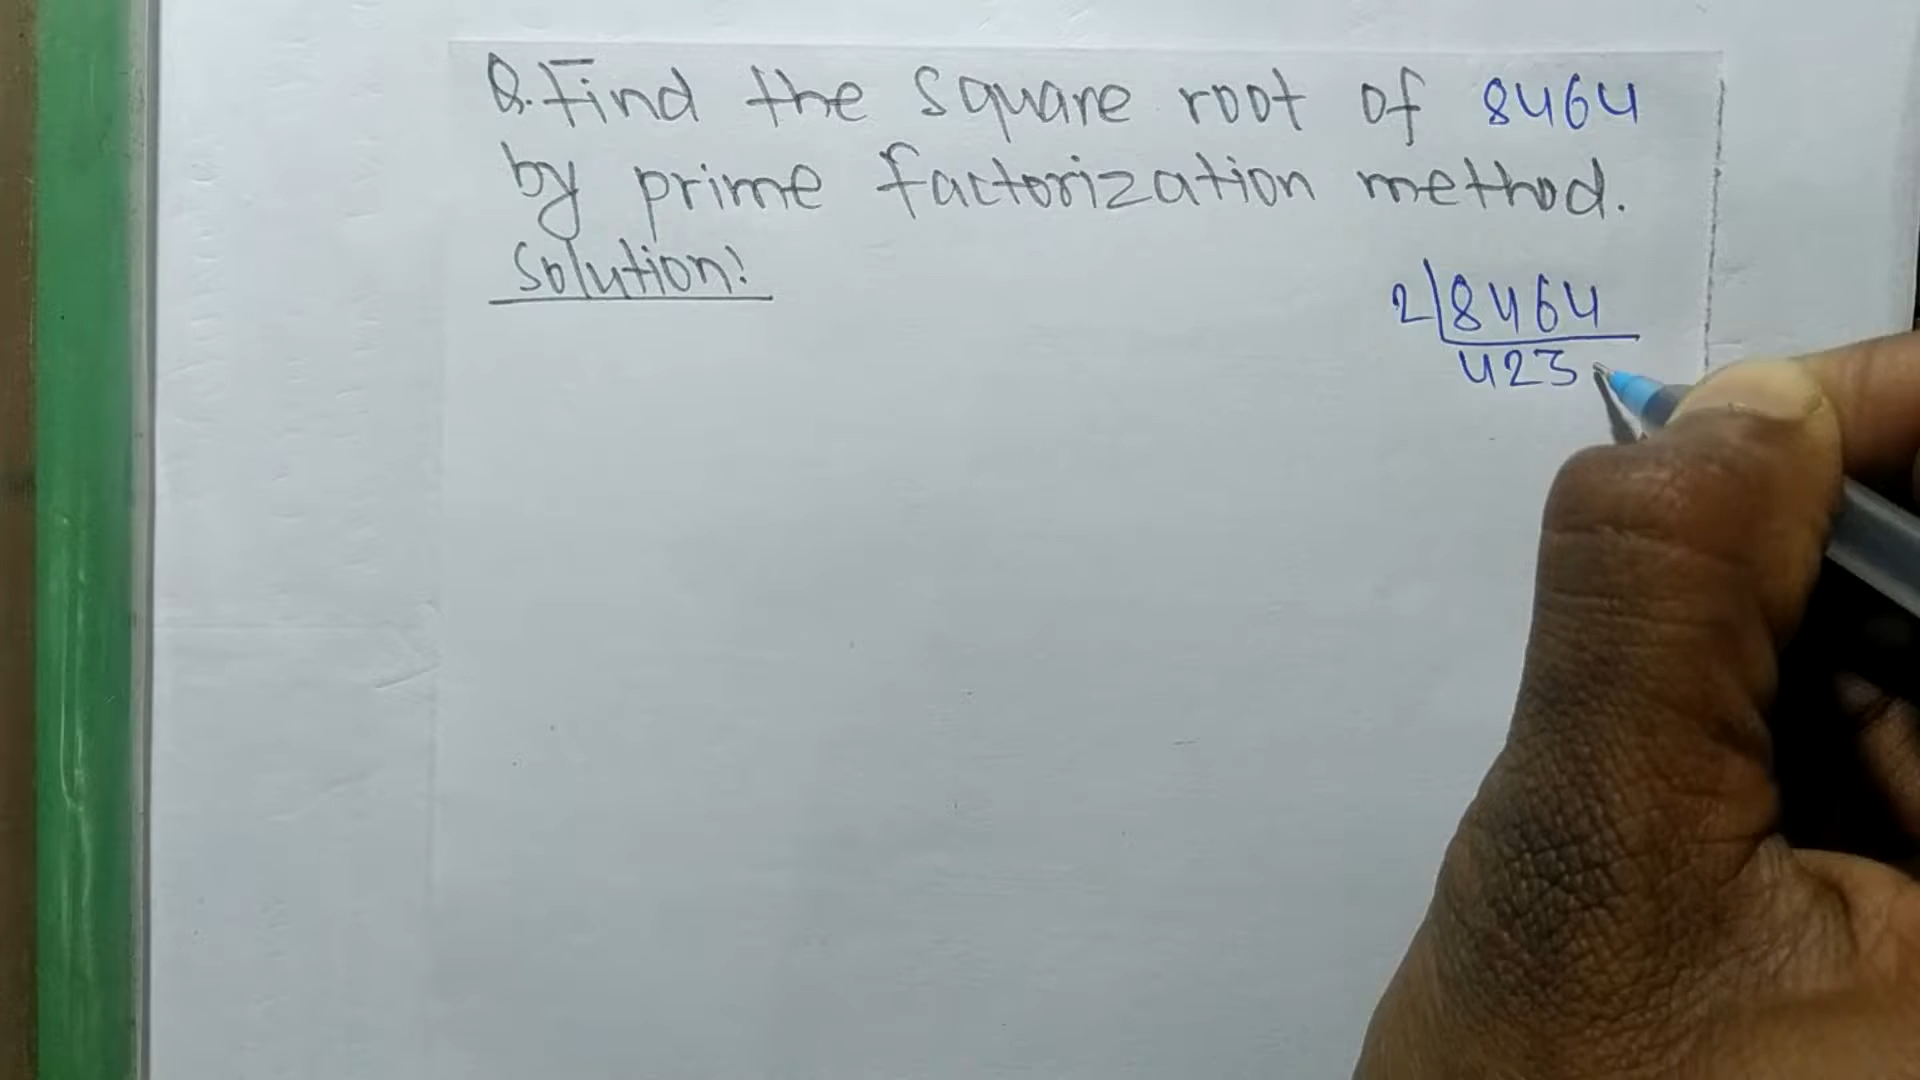 Q. Find the square root of 8464
by prime factorization method.
Solution:
2 8464
423